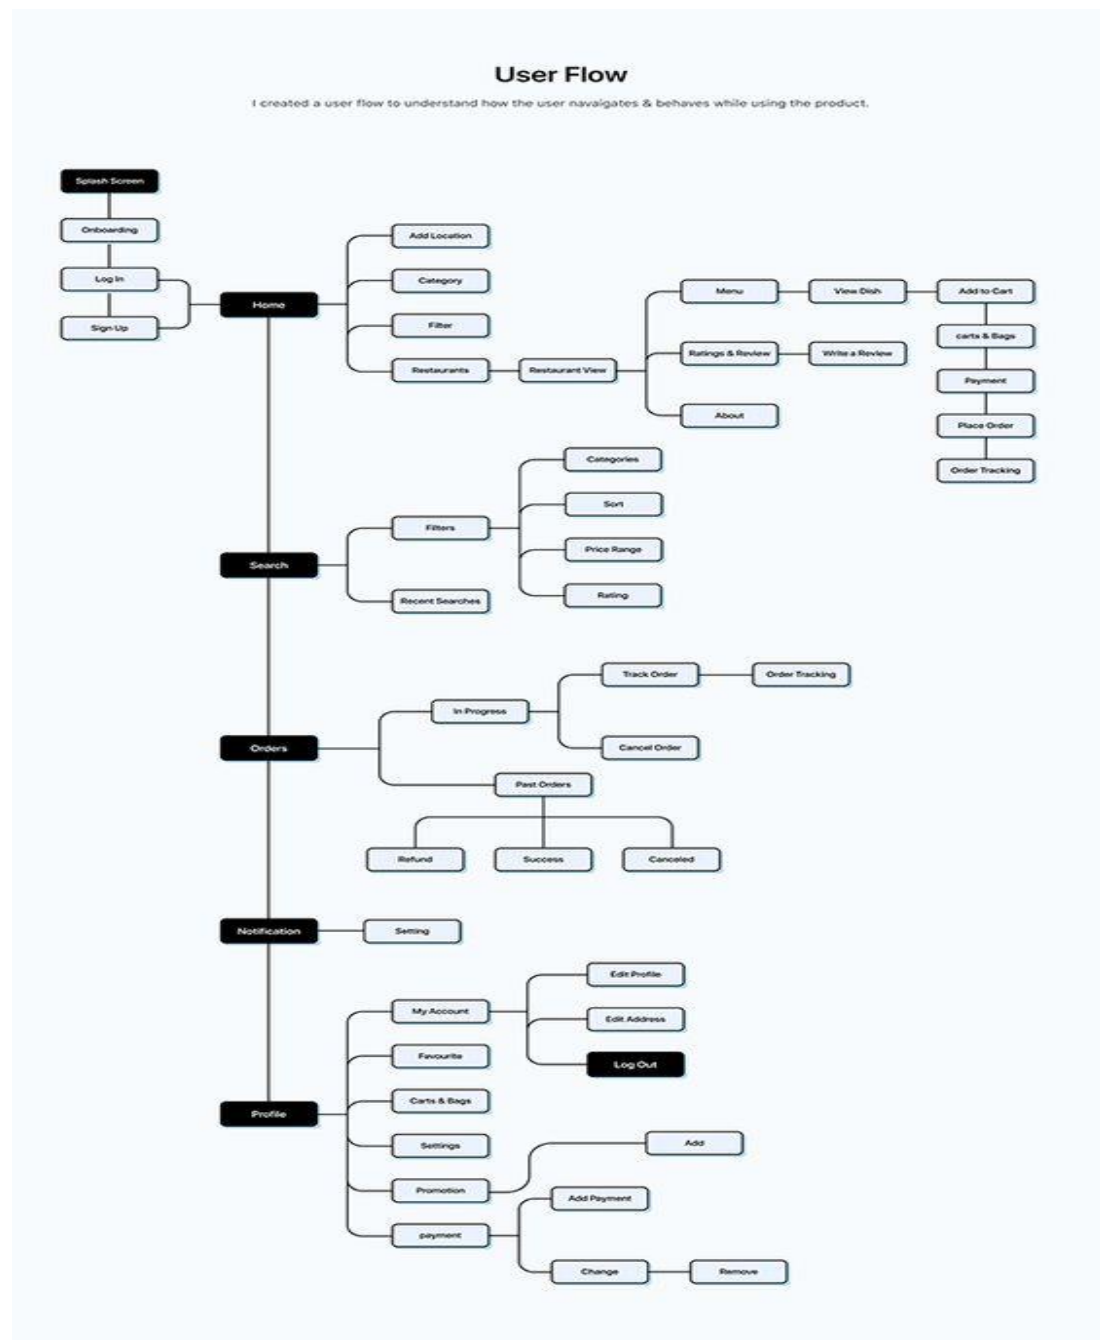 User Flow
I created a user flow to understand how the user navaigates & behaves while using the product.
Splash Screen
Onboarding
Log In
Sign Up
Home
Add Location
Category
Filter
Restaurants
Restaurant View
Menu
View Dish
Add to Cart
carts & Bags
Payment
Place Order
Order Tracking
Ratings & Review
Write a Review
About
Search
Filters
Categories
Sort
Price Range
Rating
Recent Searches
Orders
In Progress
Track Order
Order Tracking
Cancel Order
Past Orders
Refund
Success
Canceled
Notification
Setting
Profile
My Account
Edit Profile
Edit Address
Log Out
Favourite
Carts & Bags
Settings
Promotion
Add
payment
Add Payment
Change
Remove